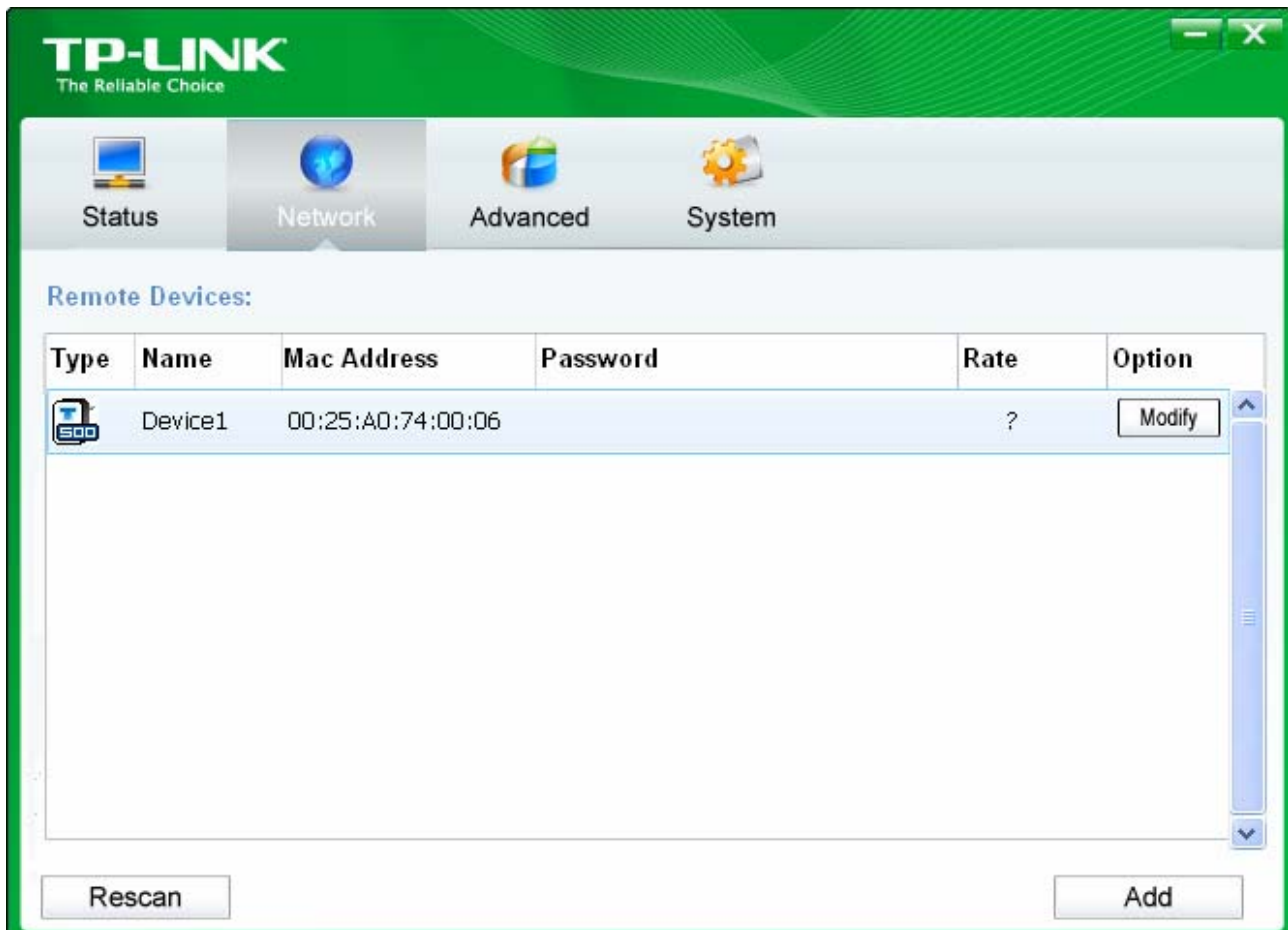 TP-LINK
The Reliable Choice
Status Network Advanced System
Remote Devices:
Type Name Mac Address Password Rate Option
T 500 Device1 00:25:A0:74:00:06 ? Modify
Rescan Add